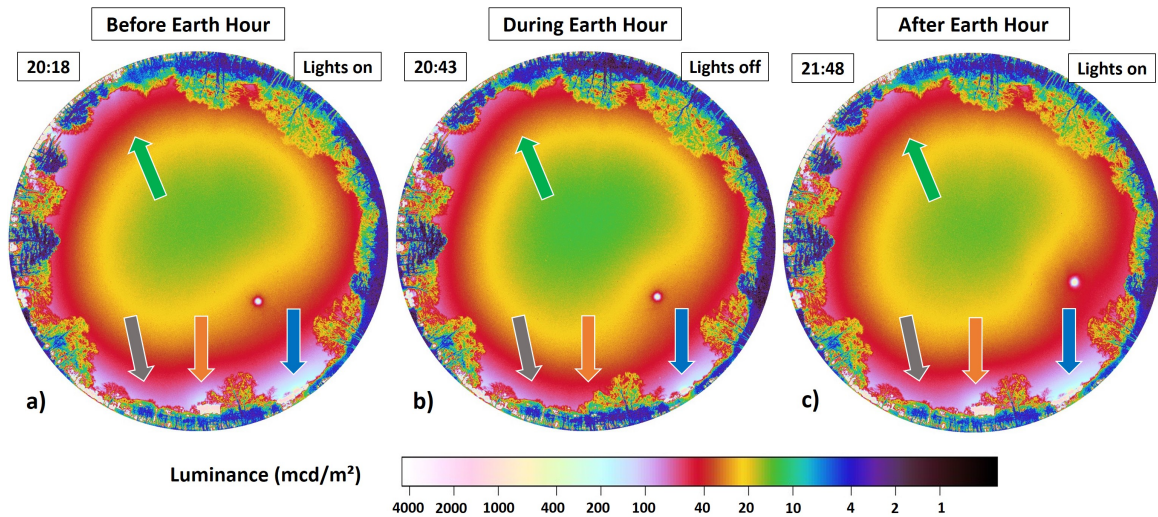 Before Earth Hour
During Earth Hour
After Earth Hour
20:18
Lights on
20:43
Lights off
21:48
Lights on
a)
b)
c)
Luminance (mcd/m²)
4000 2000 1000 400 200 100 40 20 10 4 2 1